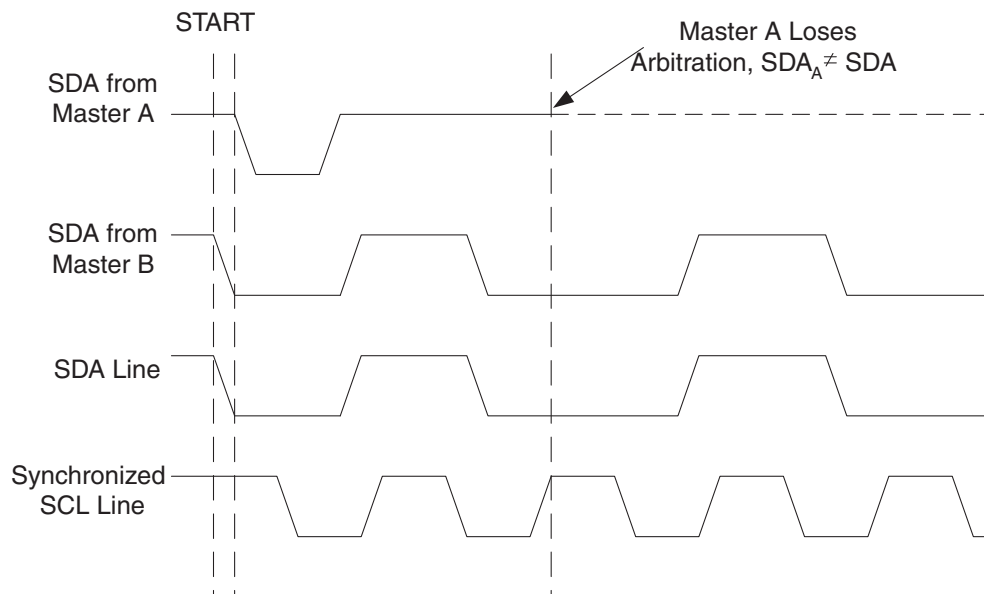 START
Master A Loses
Arbitration, SDA_A ≠ SDA
SDA from
Master A
SDA from
Master B
SDA Line
Synchronized
SCL Line